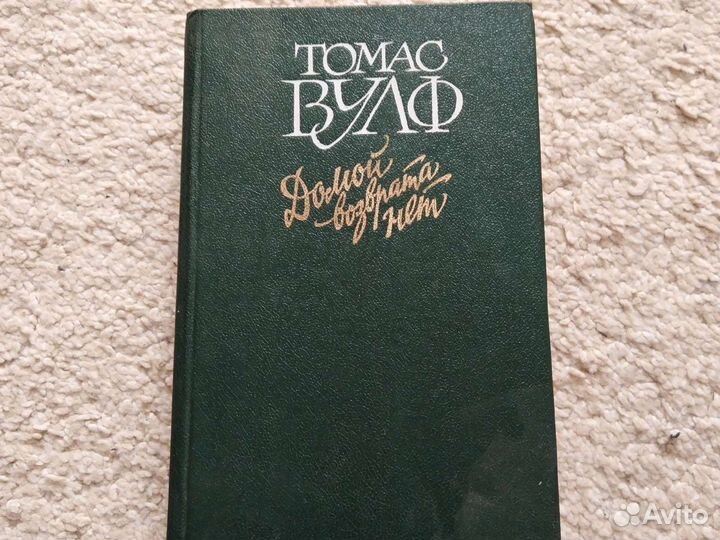 ТОМАС
ВУЛФ
Домой
возврата
нет
Avito